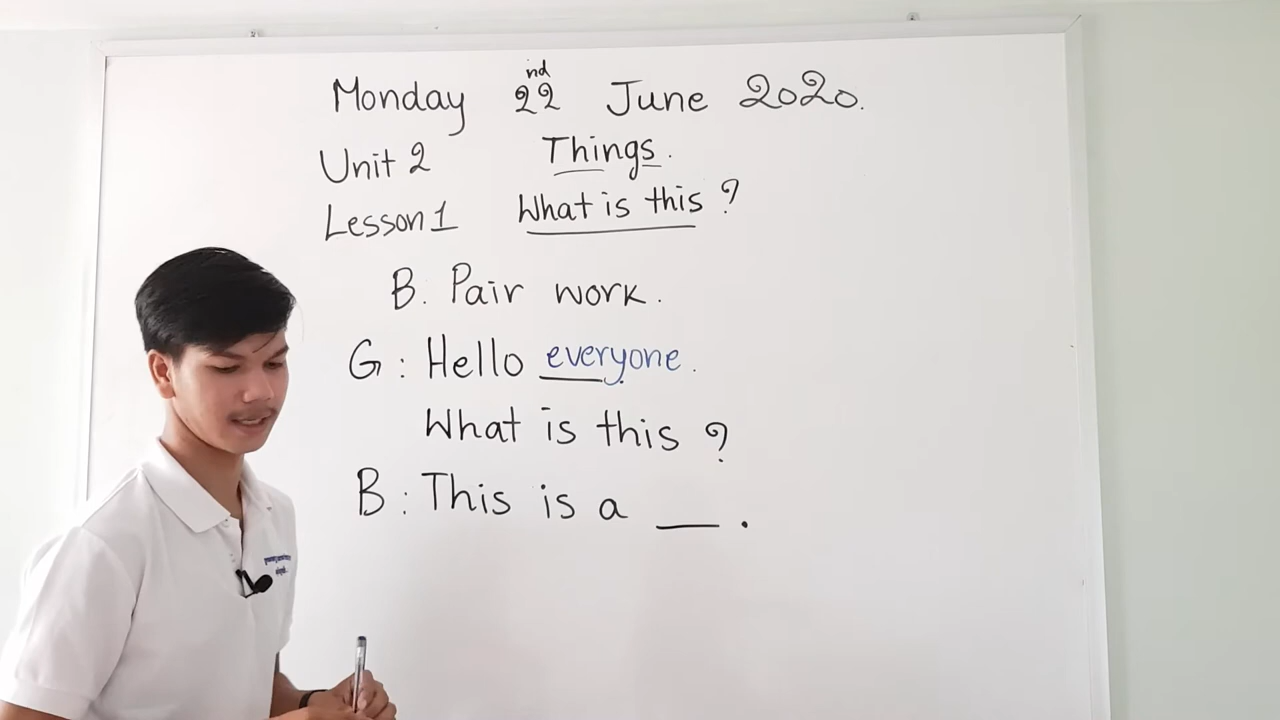 Monday 22nd June 2020.
Unit 2 Things.
Lesson 1 What is this ?
B. Pair work.
G : Hello everyone.
What is this ?
B : This is a __ .